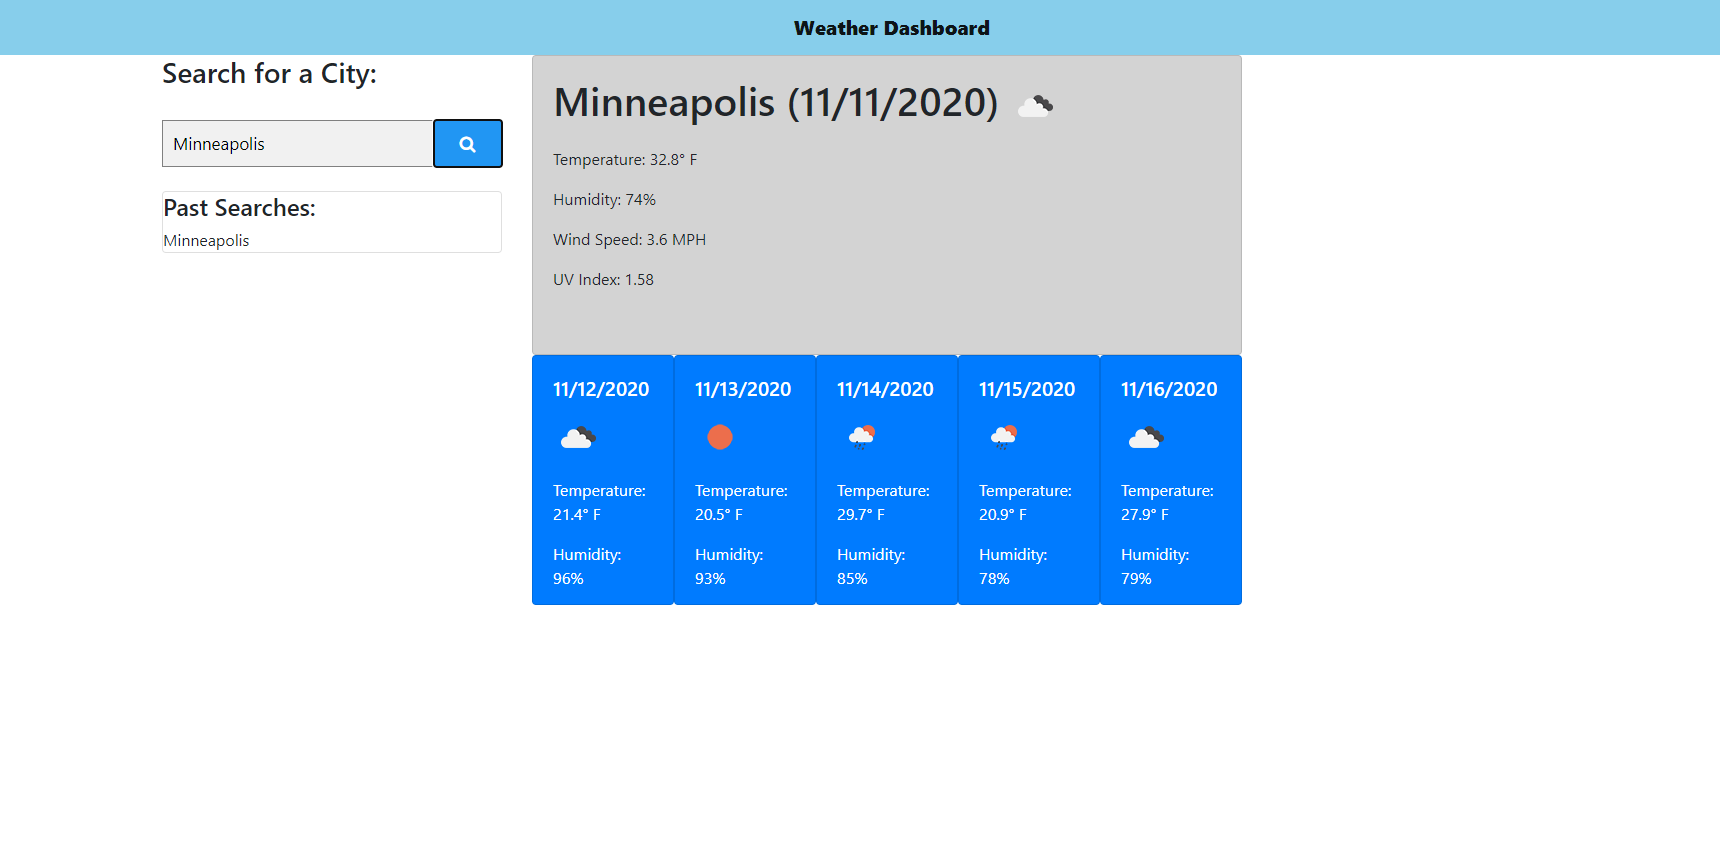 Weather Dashboard
Search for a City:
Minneapolis
Past Searches:
Minneapolis
Minneapolis (11/11/2020)
Temperature: 32.8° F
Humidity: 74%
Wind Speed: 3.6 MPH
UV Index: 1.58
11/12/2020
Temperature:
21.4° F
Humidity:
96%
11/13/2020
Temperature:
20.5° F
Humidity:
93%
11/14/2020
Temperature:
29.7° F
Humidity:
85%
11/15/2020
Temperature:
20.9° F
Humidity:
78%
11/16/2020
Temperature:
27.9° F
Humidity:
79%